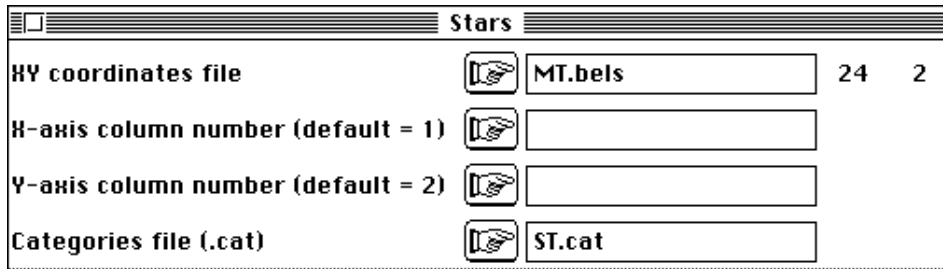 Stars
XY coordinates file MT.bels 24 2
X-axis column number (default = 1)
Y-axis column number (default = 2)
Categories file (.cat) ST.cat